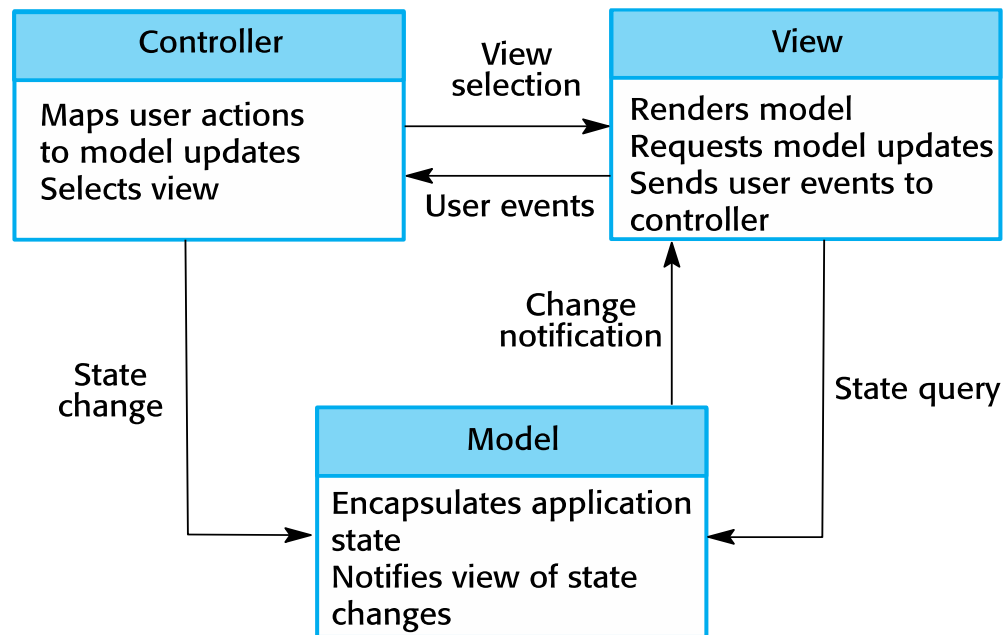 Controller
Maps user actions
to model updates
Selects view
View
selection
User events
View
Renders model
Requests model updates
Sends user events to
controller
State
change
Change
notification
State query
Model
Encapsulates application
state
Notifies view of state
changes